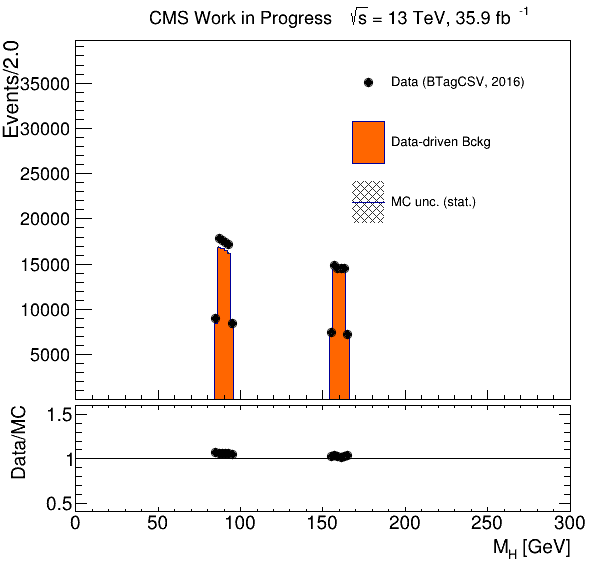 CMS Work in Progress √s = 13 TeV, 35.9 fb⁻¹
Events/2.0
35000
30000
25000
20000
15000
10000
5000
Data (BTagCSV, 2016)
Data-driven Bckg
MC unc. (stat.)
Data/MC
1.5
1
0.5
0 50 100 150 200 250 300
M_H [GeV]